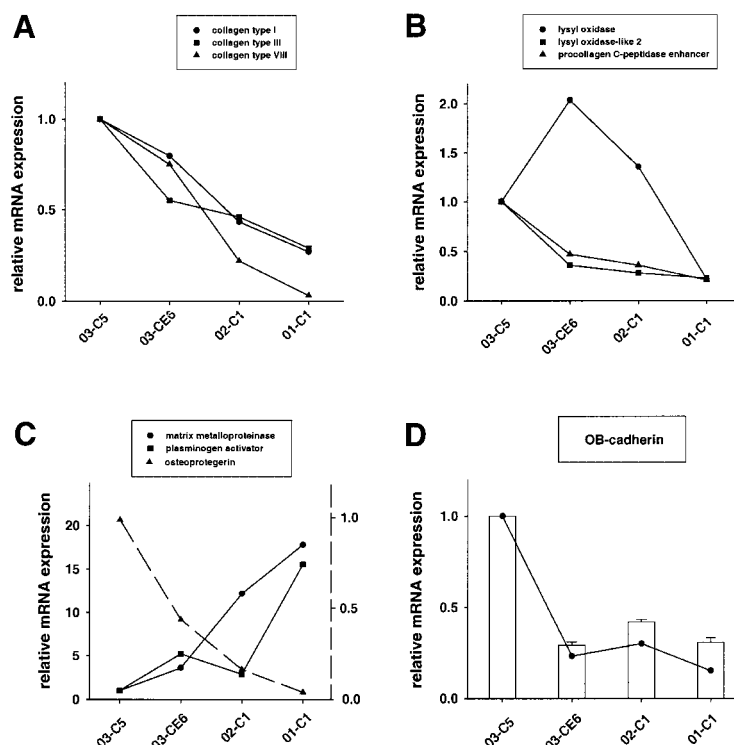 A
collagen type I
collagen type III
collagen type VIII
relative mRNA expression
1.0
0.5
0.0
03-C5
03-CE6
02-C1
01-C1
B
lysyl oxidase
lysyl oxidase-like 2
procollagen C-peptidase enhancer
relative mRNA expression
2.0
1.5
1.0
0.5
0.0
03-C5
03-CE6
02-C1
01-C1
C
matrix metalloproteinase
plasminogen activator
osteoprotegerin
relative mRNA expression
20
15
10
5
0
1.0
0.5
0.0
03-C5
03-CE6
02-C1
01-C1
D
OB-cadherin
relative mRNA expression
1.0
0.5
0.0
03-C5
03-CE6
02-C1
01-C1